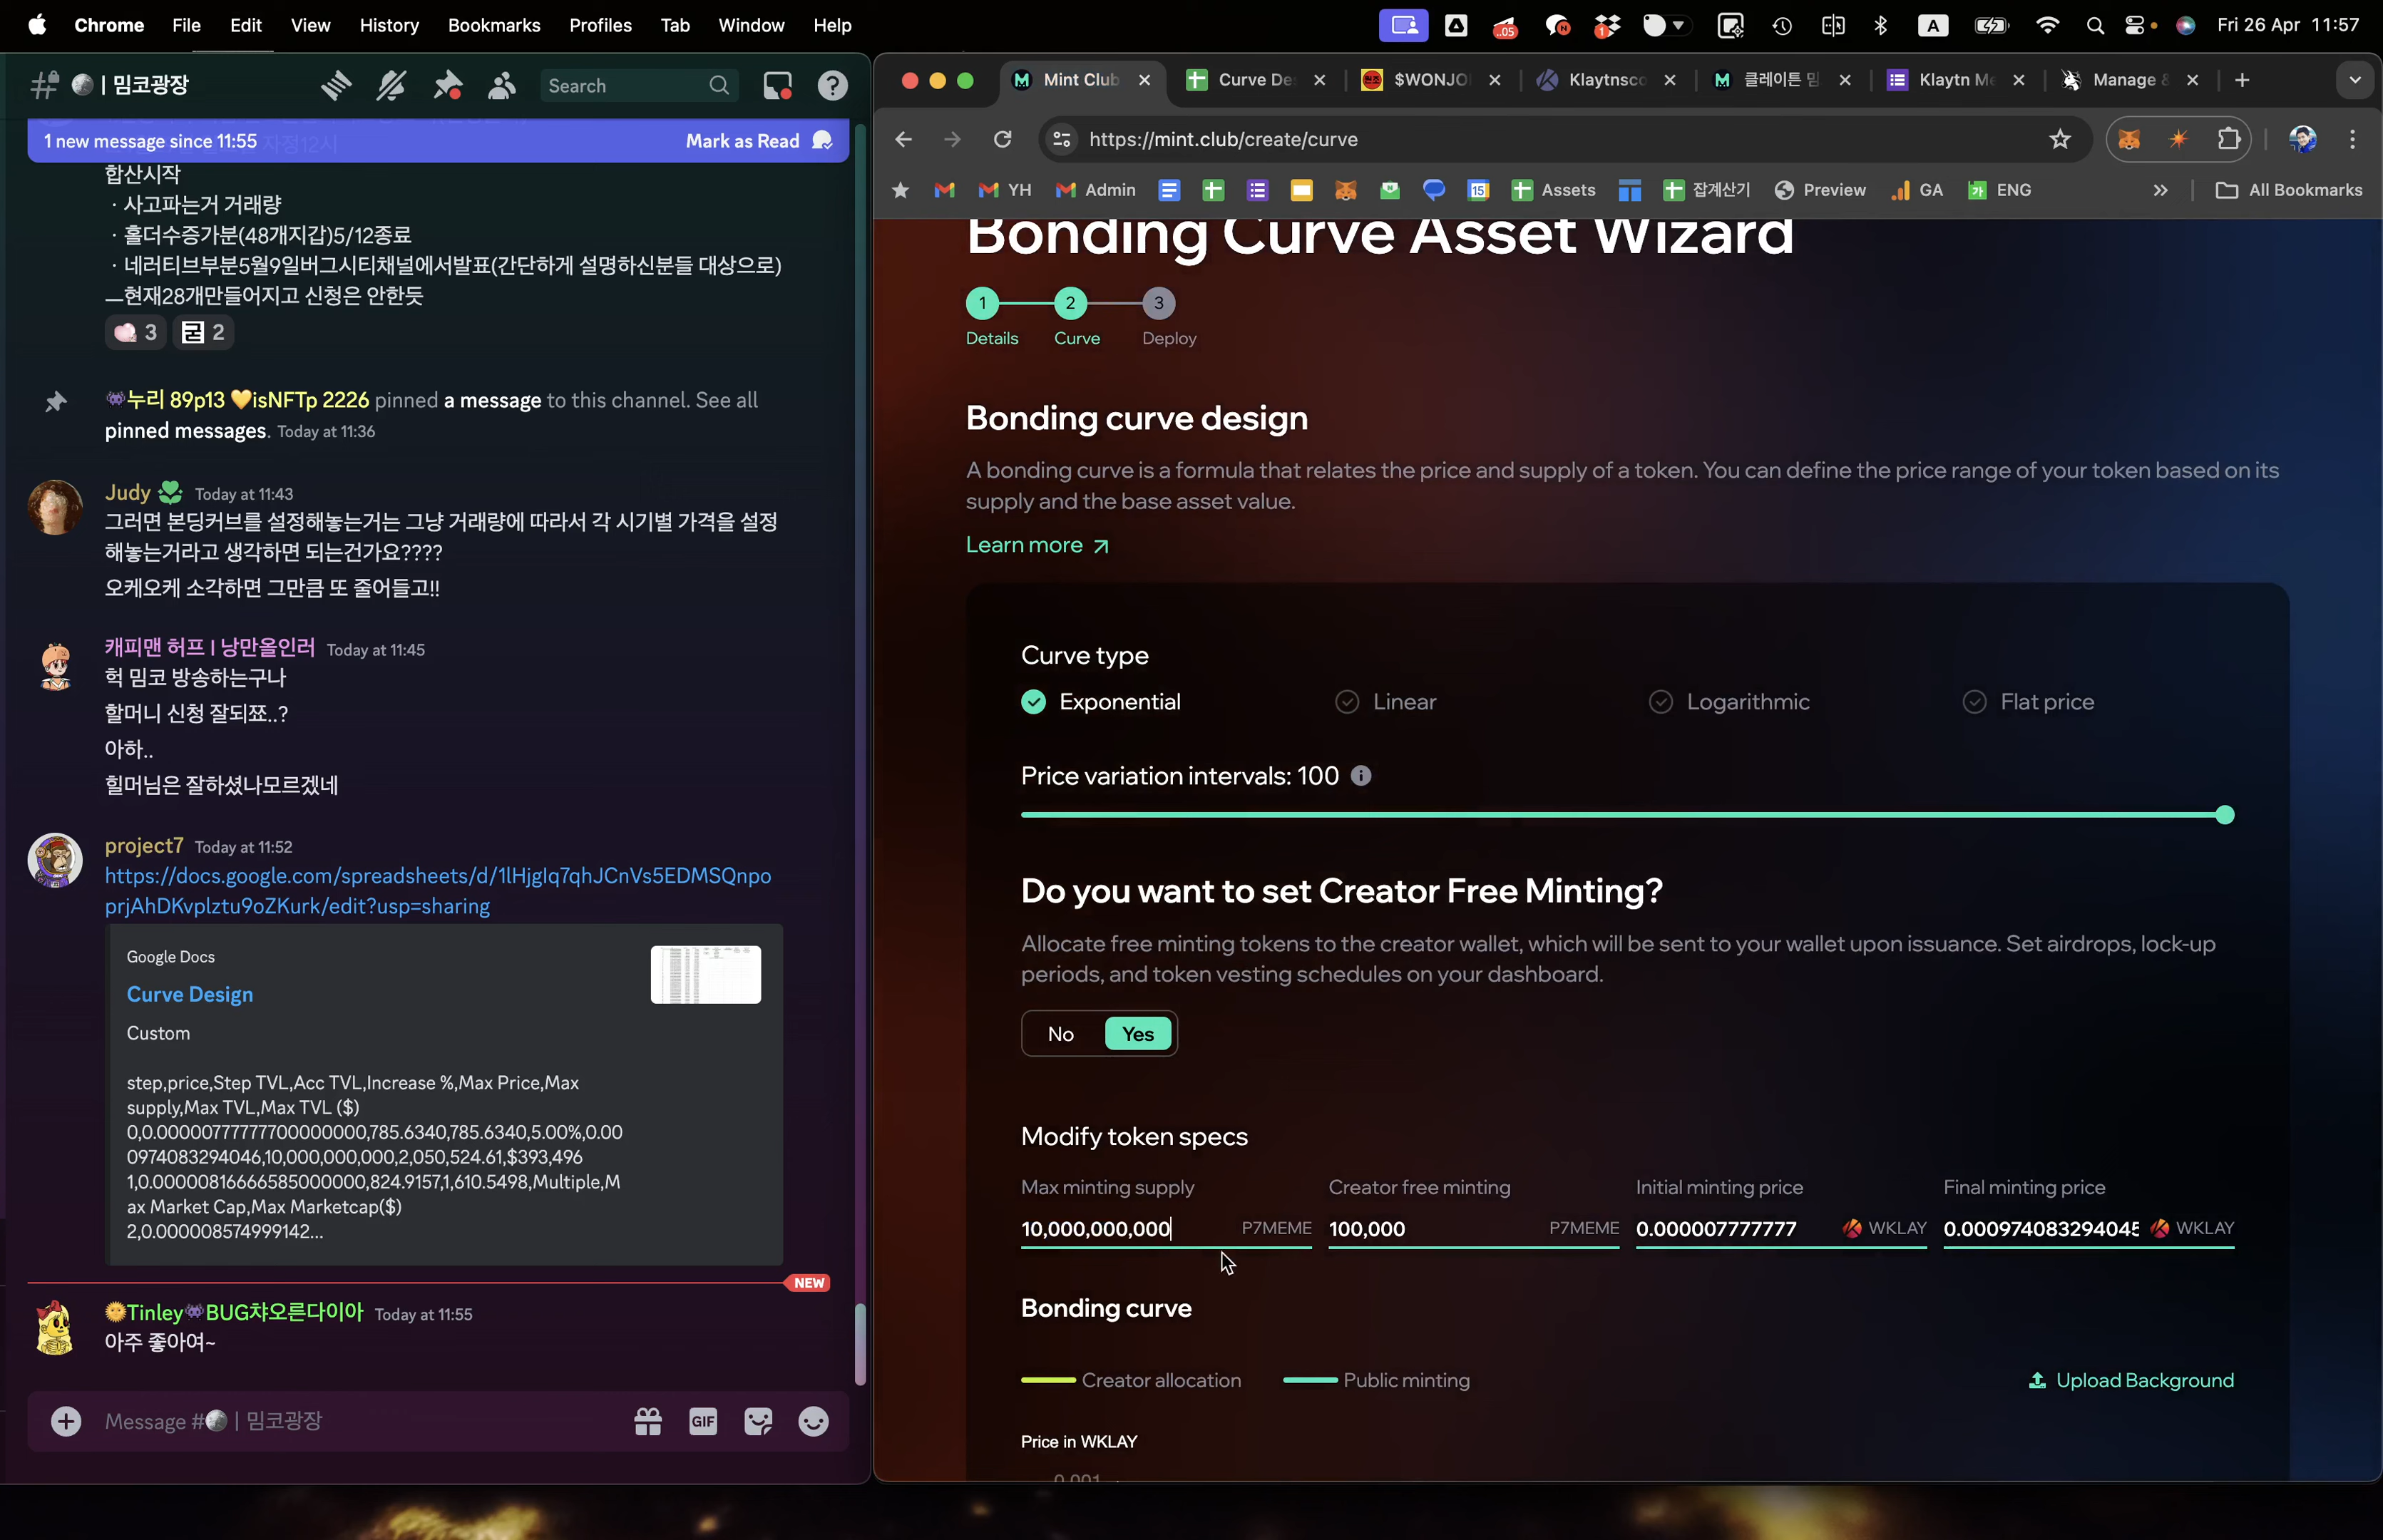 Chrome File Edit View History Bookmarks Profiles Tab Window Help
..05
N
1
A
Fri 26 Apr 11:57
| 밈코광장
Search
1 new message since 11:55
Mark as Read
합산시작
· 사고파는거 거래량
· 홀더수증가분(48개지갑)5/12종료
· 네러티브부분5월9일버그시티채널에서발표(간단하게 설명하신분들 대상으로)
—현재28개만들어지고 신청은 안한듯
3
굳 2
누리 89p13 💛isNFTp 2226 pinned a message to this channel. See all
pinned messages. Today at 11:36
Judy Today at 11:43
그러면 본딩커브를 설정해놓는거는 그냥 거래량에 따라서 각 시기별 가격을 설정
해놓는거라고 생각하면 되는건가요????
오케오케 소각하면 그만큼 또 줄어들고!!
캐피맨 허프 | 낭만올인러 Today at 11:45
헉 밈코 방송하는구나
할머니 신청 잘되쬬..?
아하..
힐머님은 잘하셨나모르겠네
project7 Today at 11:52
https://docs.google.com/spreadsheets/d/1lHjglq7qhJCnVs5EDMSQnpo
prjAhDKvplztu9oZKurk/edit?usp=sharing
Google Docs
Curve Design
Custom
step,price,Step TVL,Acc TVL,Increase %,Max Price,Max
supply,Max TVL,Max TVL ($)
0,0.00000777777700000000,785.6340,785.6340,5.00%,0.00
0974083294046,10,000,000,000,2,050,524.61,$393,496
1,0.00000816666585000000,824.9157,1,610.5498,Multiple,M
ax Market Cap,Max Marketcap($)
2,0.000008574999142...
NEW
Tinley👾BUG챠오른다이아 Today at 11:55
아주 좋아여~
Message # | 밈코광장
GIF
Mint Club
Curve De
$WONJO
Klaytnsco
클레이튼 밈
Klaytn Me
Manage &
https://mint.club/create/curve
YH
Admin
15
Assets
잡계산기
Preview
GA
ENG
All Bookmarks
Bonding Curve Asset Wizard
1 2 3
Details Curve Deploy
Bonding curve design
A bonding curve is a formula that relates the price and supply of a token. You can define the price range of your token based on its
supply and the base asset value.
Learn more
Curve type
Exponential Linear Logarithmic Flat price
Price variation intervals: 100
Do you want to set Creator Free Minting?
Allocate free minting tokens to the creator wallet, which will be sent to your wallet upon issuance. Set airdrops, lock-up
periods, and token vesting schedules on your dashboard.
No Yes
Modify token specs
Max minting supply Creator free minting Initial minting price Final minting price
10,000,000,000 P7MEME 100,000 P7MEME 0.000007777777 WKLAY 0.000974083294045 WKLAY
Bonding curve
Creator allocation Public minting
Upload Background
Price in WKLAY
0.001